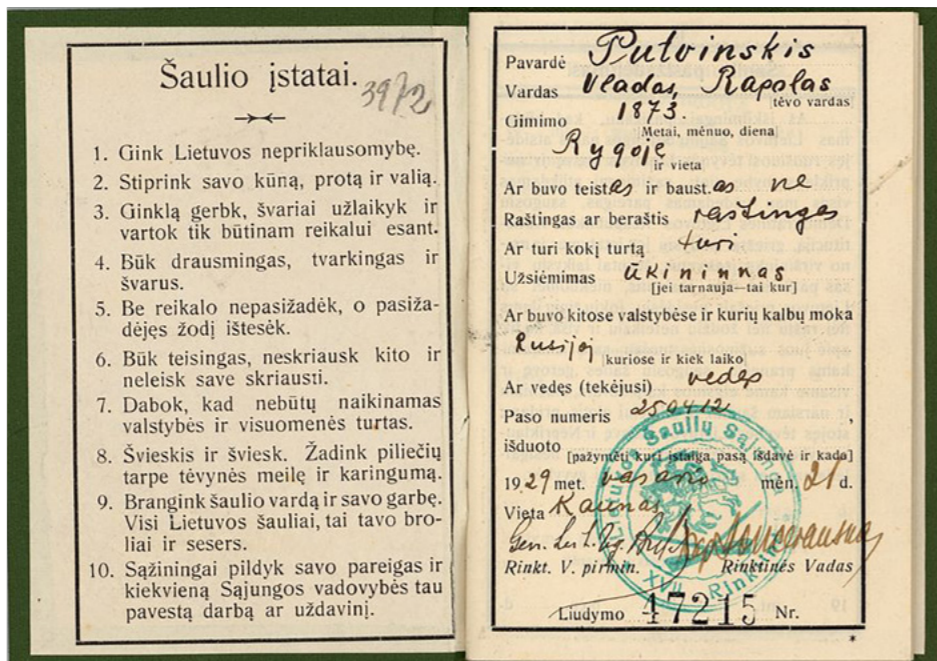 Šaulio įstatai.
3972
1. Gink Lietuvos nepriklausomybę.
2. Stiprink savo kūną, protą ir valią.
3. Ginklą gerbk, švariai užlaikyk ir
vartok tik būtinam reikalui esant.
4. Būk drausmingas, tvarkingas ir
švarus.
5. Be reikalo nepasižadėk, o pasiža-
dėjęs žodį ištesėk.
6. Būk teisingas, neskriausk kito ir
neleisk save skriausti.
7. Dabok, kad nebūtų naikinamas
valstybės ir visuomenės turtas.
8. Švieskis ir šviesk. Žadink piliečių
tarpe tėvynės meilę ir karingumą.
9. Brangink šaulio vardą ir savo garbę.
Visi Lietuvos šauliai, tai tavo bro-
liai ir sesers.
10. Sąžiningai pildyk savo pareigas ir
kiekvieną Sąjungos vadovybės tau
pavestą darbą ar uždavinį.
Pavardė Putvinskis
Vardas Vladas, Rapolas
tėvo vardas
Gimimo 1873.
Metai, mėnuo, diena
Rygoje
ir vieta
Ar buvo teistas ir baust.as ne
Raštingas ar beraštis raštingas
Ar turi kokį turtą turi
Užsiėmimas ūkininkas
[jei tarnauja—tai kur]
Ar buvo kitose valstybėse ir kurių kalbų moka
Rusijoj
kuriose ir kiek laiko
Ar vedęs (tekėjusi) vedęs
Paso numeris 250412,
išduoto [pažymėti kuri įstaiga pasą išdavė ir kada]
1929 met. vasario mėn. 21 d.
Vieta Kaunas
Rinkt. V. pirmin. Rinktinės Vadas
Šaulių Sąjunga
XVII Rinkt
Liudymo 47215 Nr.